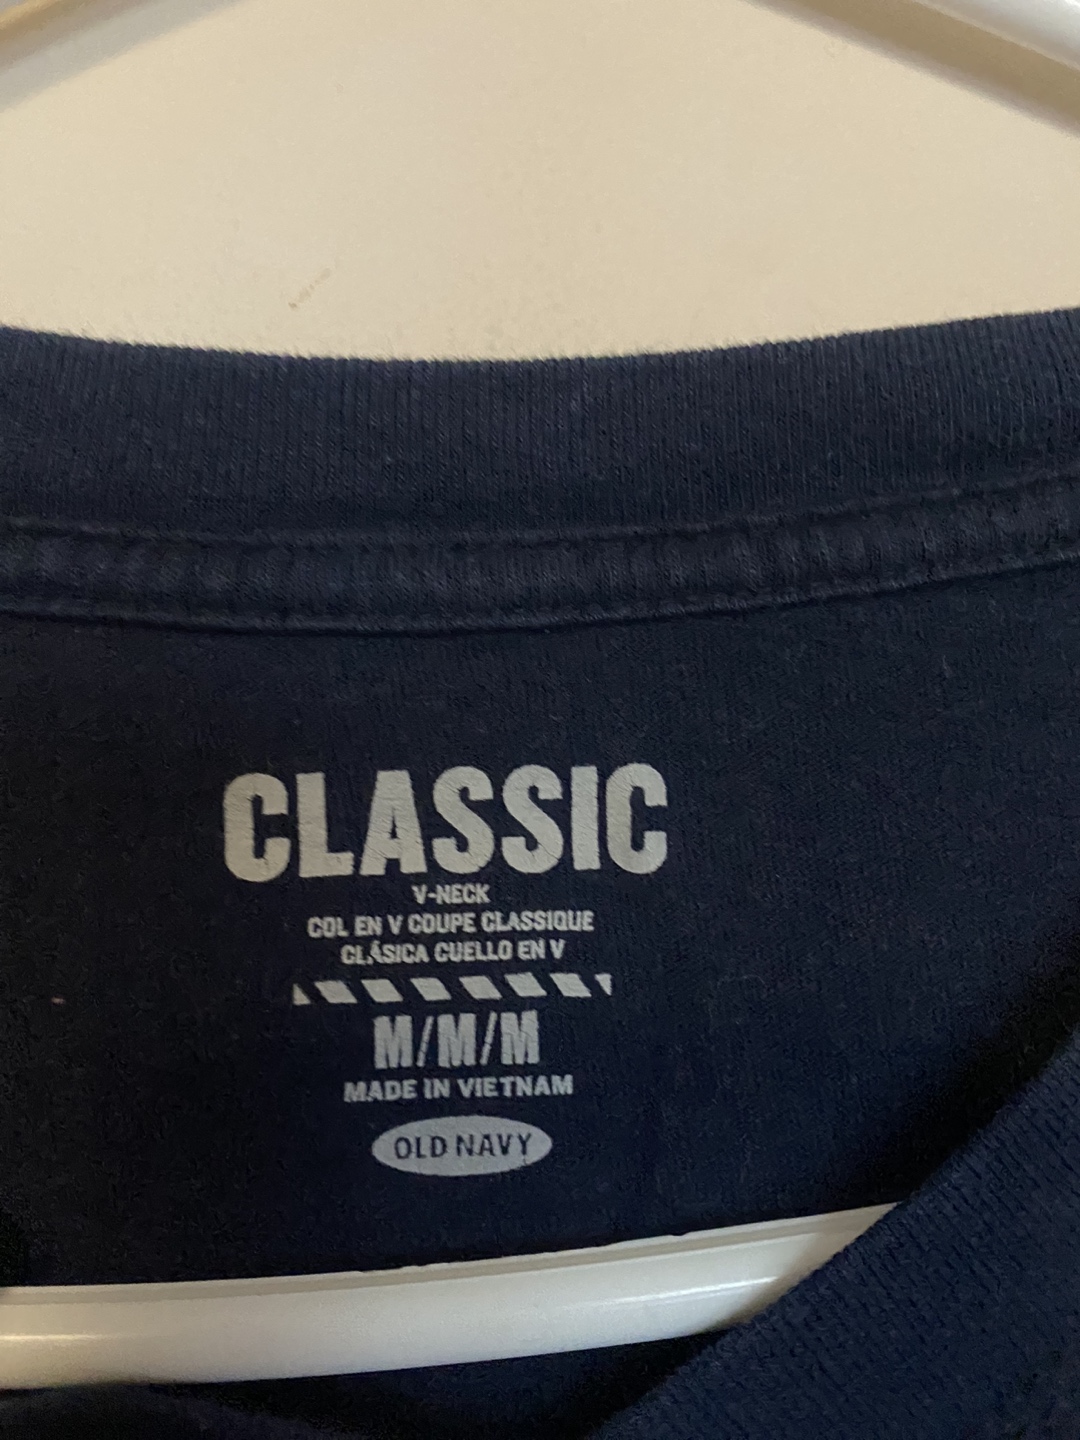 CLASSIC
V-NECK
COL EN V COUPE CLASSIQUE
CLÁSICA CUELLO EN V
M/M/M
MADE IN VIETNAM
OLD NAVY